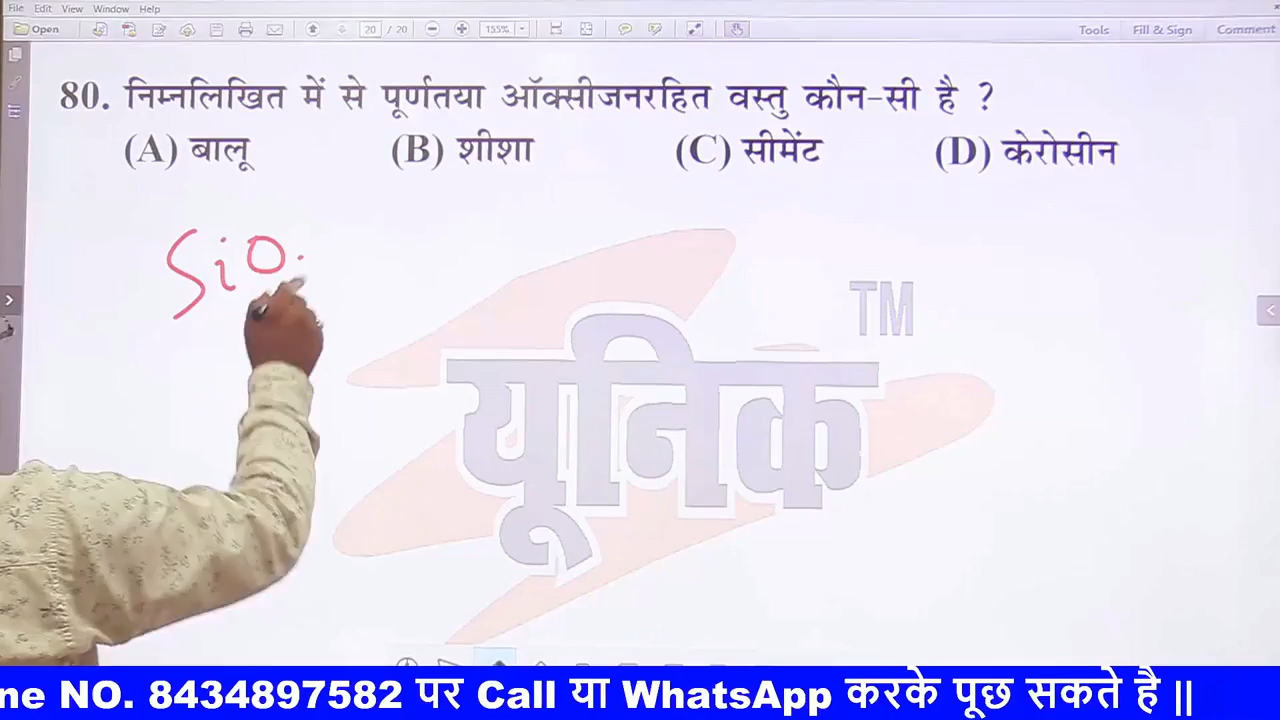 File Edit View Window Help
Open 20 / 20 155% Tools Fill & Sign Comment
80. निम्नलिखित में से पूर्णतया ऑक्सीजनरहित वस्तु कौन-सी है ?
(A) बालू (B) शीशा (C) सीमेंट (D) केरोसीन
SiO
TM
यूनिक
ne NO. 8434897582 पर Call या WhatsApp करके पूछ सकते है ||